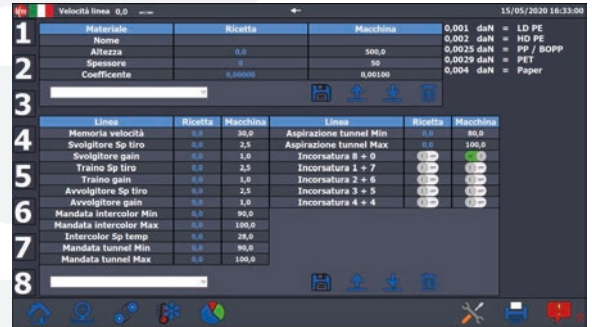 Velocità linea 0,0
15/05/2020 16:33:00
1
2
3
4
5
6
7
8
Materiale Ricetta Macchina
Nome
Altezza 0,0 500,0
Spessore 0 50
Coefficente 0,00000 0,00100
0,001 daN = LD PE
0,002 daN = HD PE
0,0025 daN = PP / BOPP
0,0029 daN = PET
0,004 daN = Paper
Linea Ricetta Macchina
Memoria velocità 0,0 30,0
Svolgitore Sp tiro 0,0 2,5
Svolgitore gain 0,0 1,0
Traino Sp tiro 0,0 2,5
Traino gain 0,0 1,0
Avvolgitore Sp tiro 0,0 2,5
Avvolgitore gain 0,0 1,0
Mandata intercolor Min 0,0 90,0
Mandata intercolor Max 0,0 100,0
Intercolor Sp temp 0,0 28,0
Mandata tunnel Min 0,0 90,0
Mandata tunnel Max 0,0 100,0
Linea Ricetta Macchina
Aspirazione tunnel Min 0,0 80,0
Aspirazione tunnel Max 0,0 100,0
Incorsatura 8 + 0
Incorsatura 1 + 7
Incorsatura 2 + 6
Incorsatura 3 + 5
Incorsatura 4 + 4